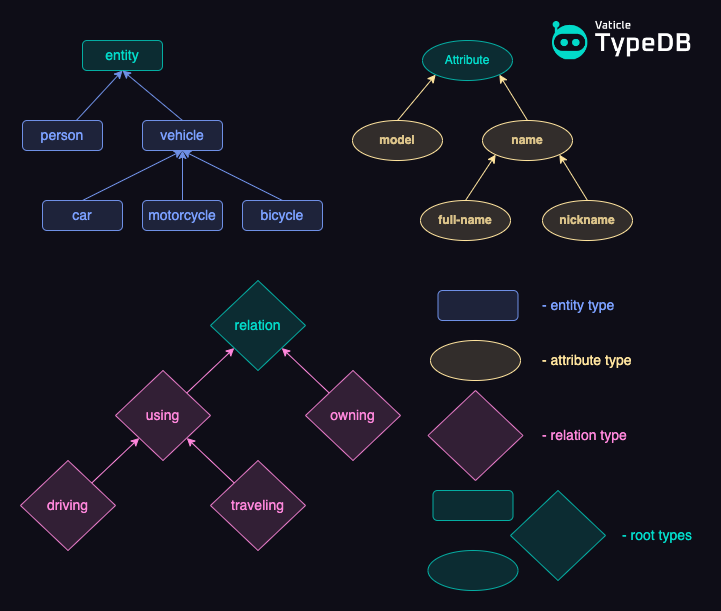 Vaticle
TypeDB
entity
Attribute
person
vehicle
model
name
car
motorcycle
bicycle
full-name
nickname
relation
- entity type
- attribute type
using
owning
- relation type
driving
traveling
- root types